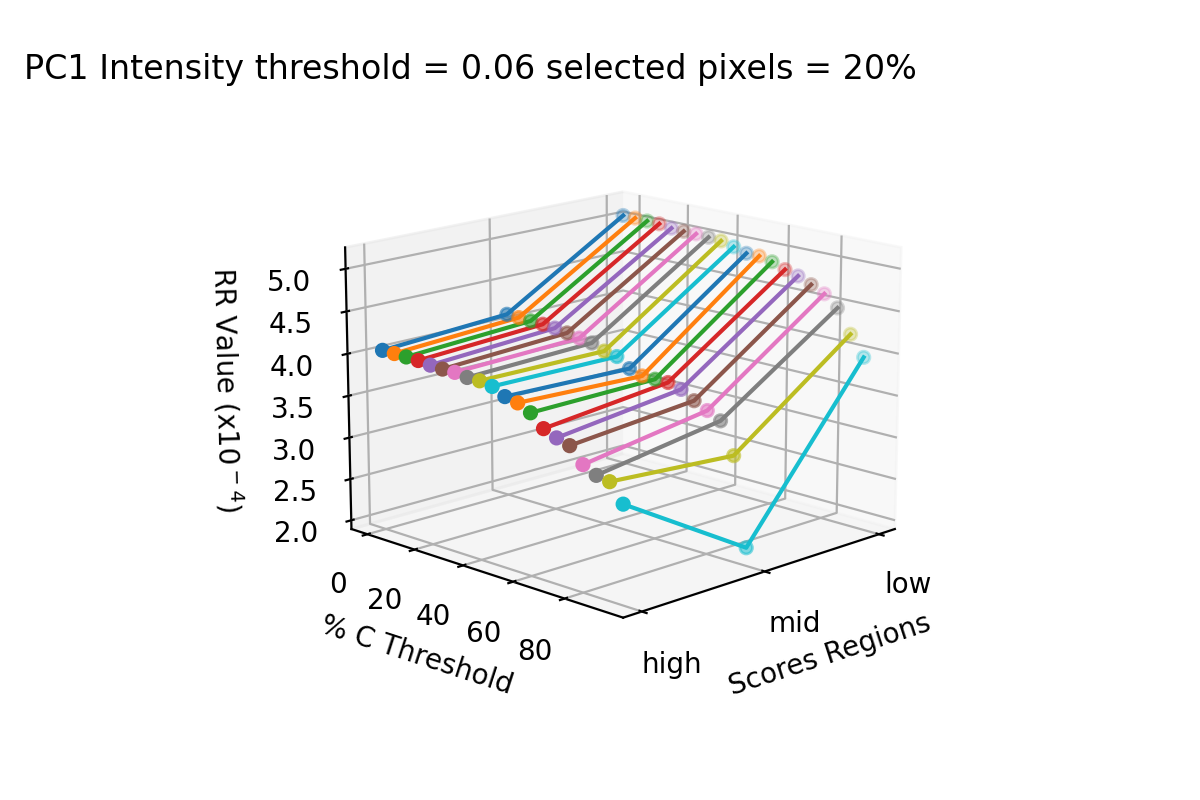 PC1 Intensity threshold = 0.06 selected pixels = 20%
RR Value (x10⁻⁴)
5.0
4.5
4.0
3.5
3.0
2.5
2.0
0
20
40
60
80
% C Threshold
high
mid
low
Scores Regions